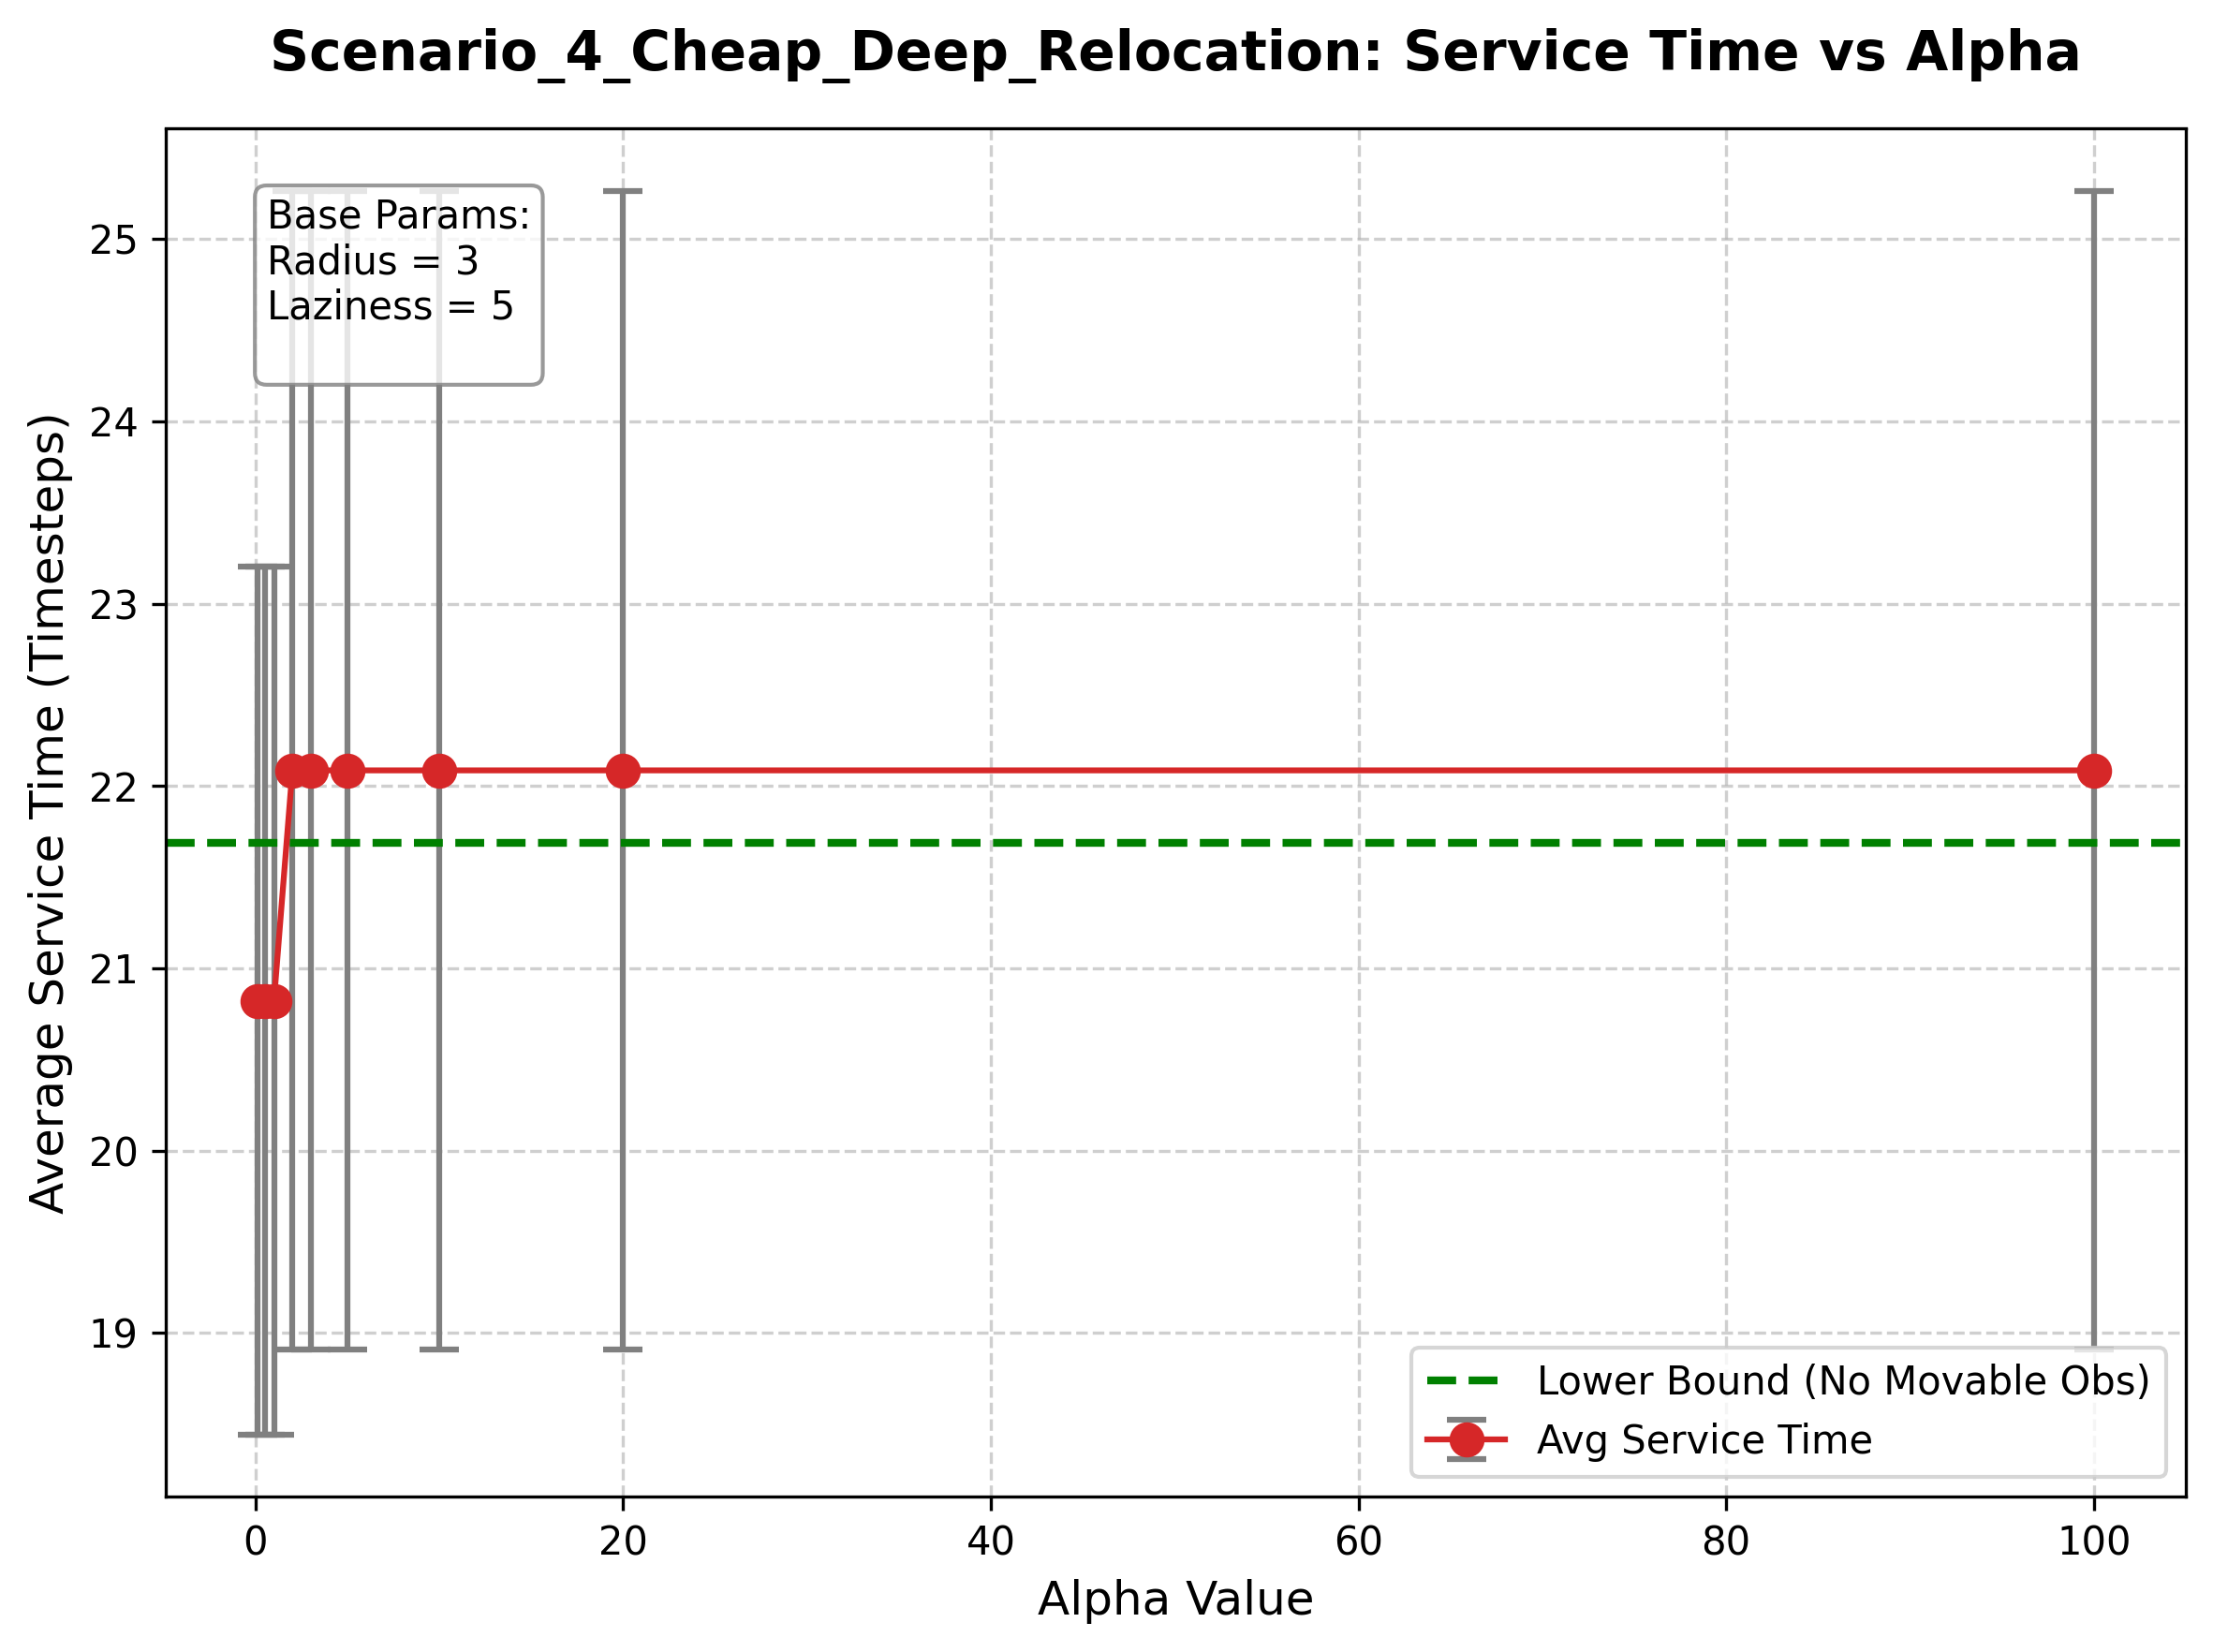 Scenario_4_Cheap_Deep_Relocation: Service Time vs Alpha
Base Params:
Radius = 3
Laziness = 5
Average Service Time (Timesteps)
25
24
23
22
21
20
19
Lower Bound (No Movable Obs)
Avg Service Time
0
20
40
60
80
100
Alpha Value